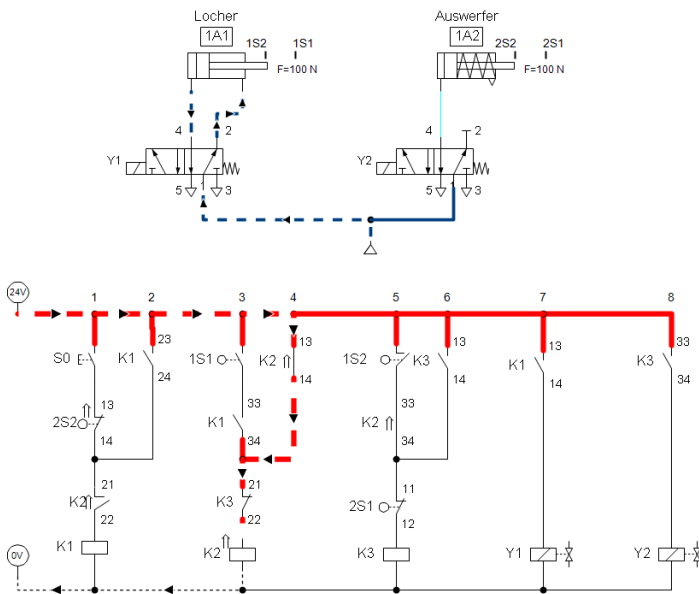 Locher
Auswerfer
1A1
1S2 1S1
1A2
2S2 2S1
F=100 N
F=100 N
4 2
4 2
Y1
Y2
5 1 3
5 1 3
24V
1 2 3 4 5 6 7 8
23 13 13 13 33
S0 K1 1S1 K2 1S2 K3 K1 K3
24 14 14 14 34
13 33 33
2S2 K1 K2
14 34 34
21 21 11
K2 K3 2S1
22 22 12
0V
K1 K2 K3 Y1 Y2